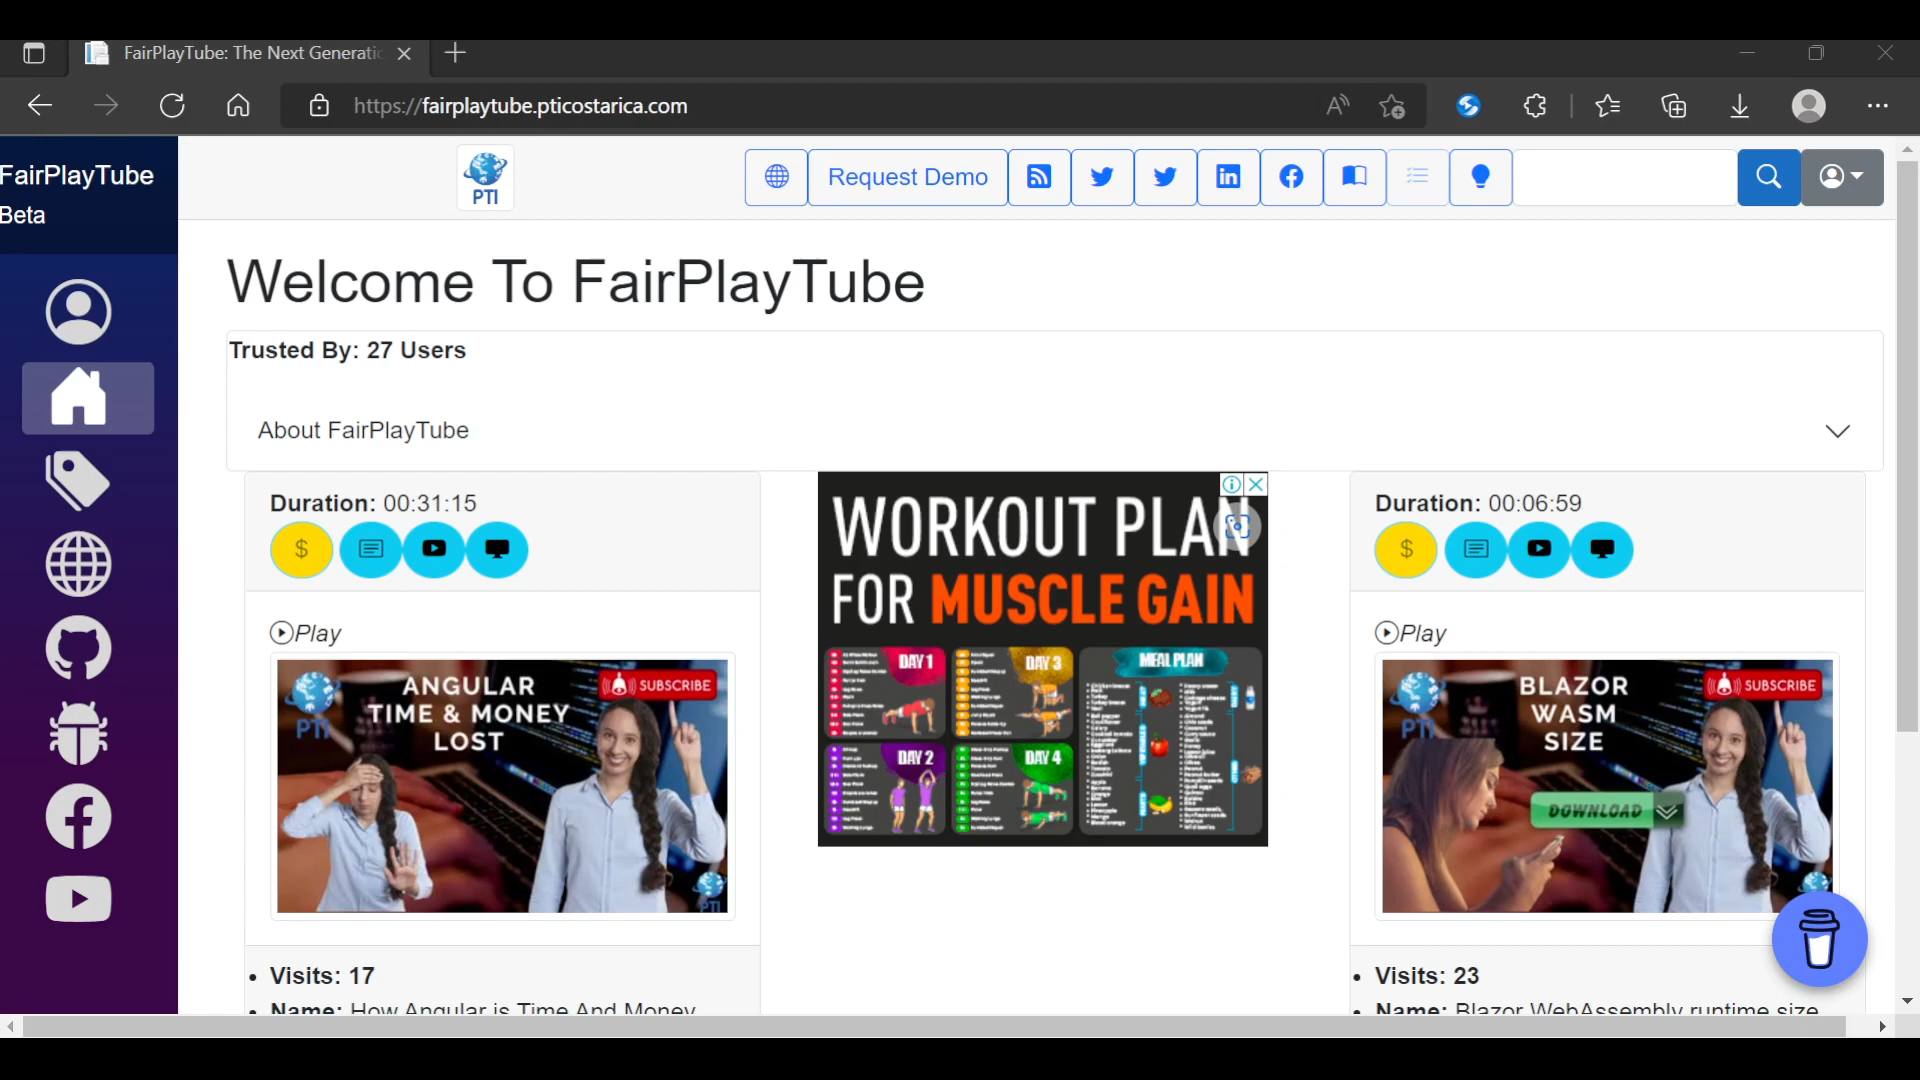 FairPlayTube: The Next Generatic
https://fairplaytube.pticostarica.com
FairPlayTube
Beta
PTI
Request Demo
Welcome To FairPlayTube
Trusted By: 27 Users
About FairPlayTube
Duration: 00:31:15
$
Play
PTI
ANGULAR
TIME & MONEY
LOST
SUBSCRIBE
PTI
Visits: 17
Name: How Angular is Time And Money
WORKOUT PLAN
FOR MUSCLE GAIN
DAY 1
DAY 3
MEAL PLAN
DAY 2
DAY 4
Duration: 00:06:59
$
Play
PTI
BLAZOR
WASM
SIZE
SUBSCRIBE
DOWNLOAD
Visits: 23
Name: Blazor WebAssembly runtime size